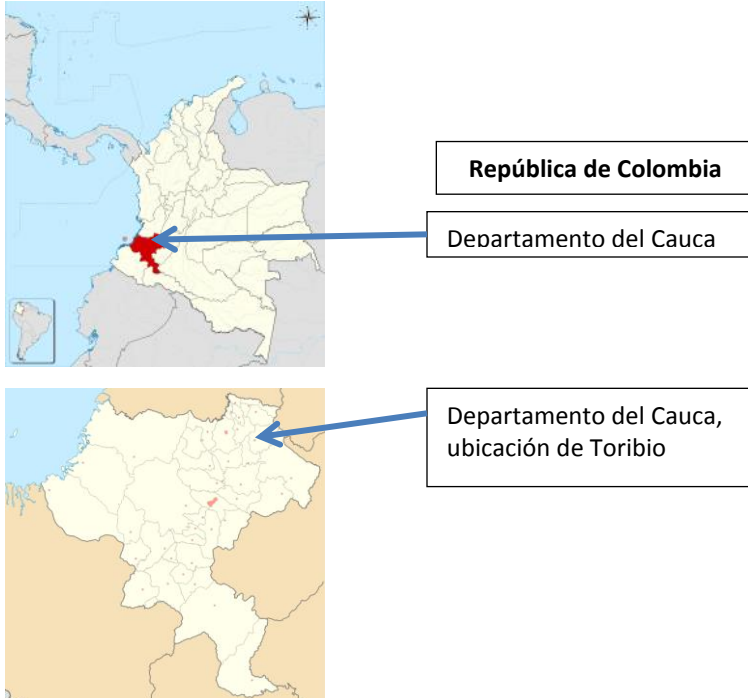 República de Colombia
Departamento del Cauca
Departamento del Cauca,
ubicación de Toribio